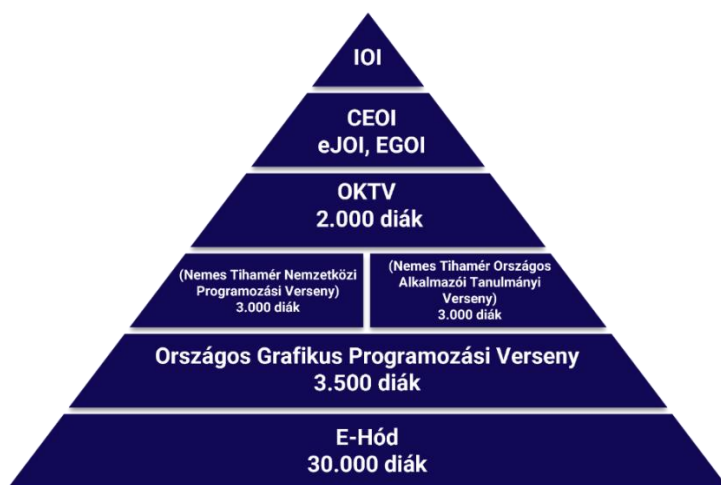 IOI
CEOI
eJOI, EGOI
OKTV
2.000 diák
(Nemes Tihamér Nemzetközi
Programozási Verseny)
3.000 diák
(Nemes Tihamér Országos
Alkalmazói Tanulmányi
Verseny)
3.000 diák
Országos Grafikus Programozási Verseny
3.500 diák
E-Hód
30.000 diák